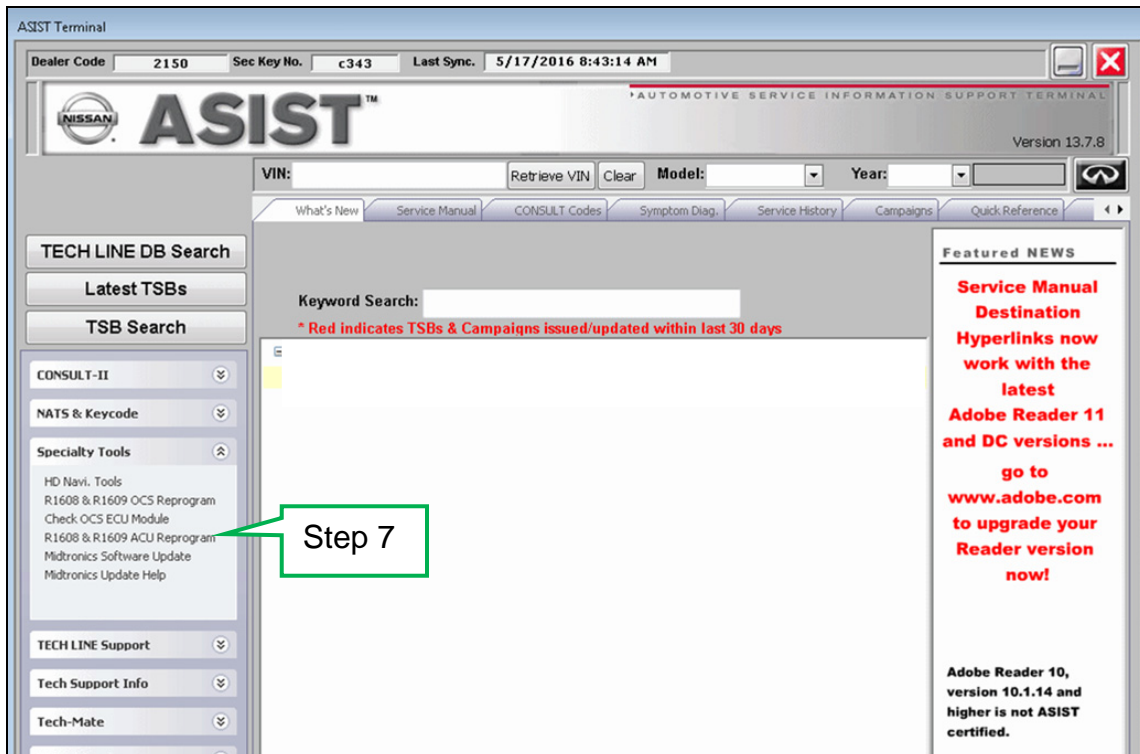 ASIST Terminal
Dealer Code 2150 Sec Key No. c343 Last Sync. 5/17/2016 8:43:14 AM
NISSAN ASIST™
AUTOMOTIVE SERVICE INFORMATION SUPPORT TERMINAL
Version 13.7.8
VIN: Retrieve VIN Clear Model: Year:
What's New Service Manual CONSULT Codes Symptom Diag. Service History Campaigns Quick Reference
TECH LINE DB Search
Latest TSBs
TSB Search
Keyword Search:
* Red indicates TSBs & Campaigns issued/updated within last 30 days
CONSULT-II
NATS & Keycode
Specialty Tools
HD Navi. Tools
R1608 & R1609 OCS Reprogram
Check OCS ECU Module
R1608 & R1609 ACU Reprogram
Midtronics Software Update
Midtronics Update Help
Step 7
TECH LINE Support
Tech Support Info
Tech-Mate
Featured NEWS
Service Manual
Destination
Hyperlinks now
work with the
latest
Adobe Reader 11
and DC versions ...
go to
www.adobe.com
to upgrade your
Reader version
now!
Adobe Reader 10,
version 10.1.14 and
higher is not ASIST
certified.